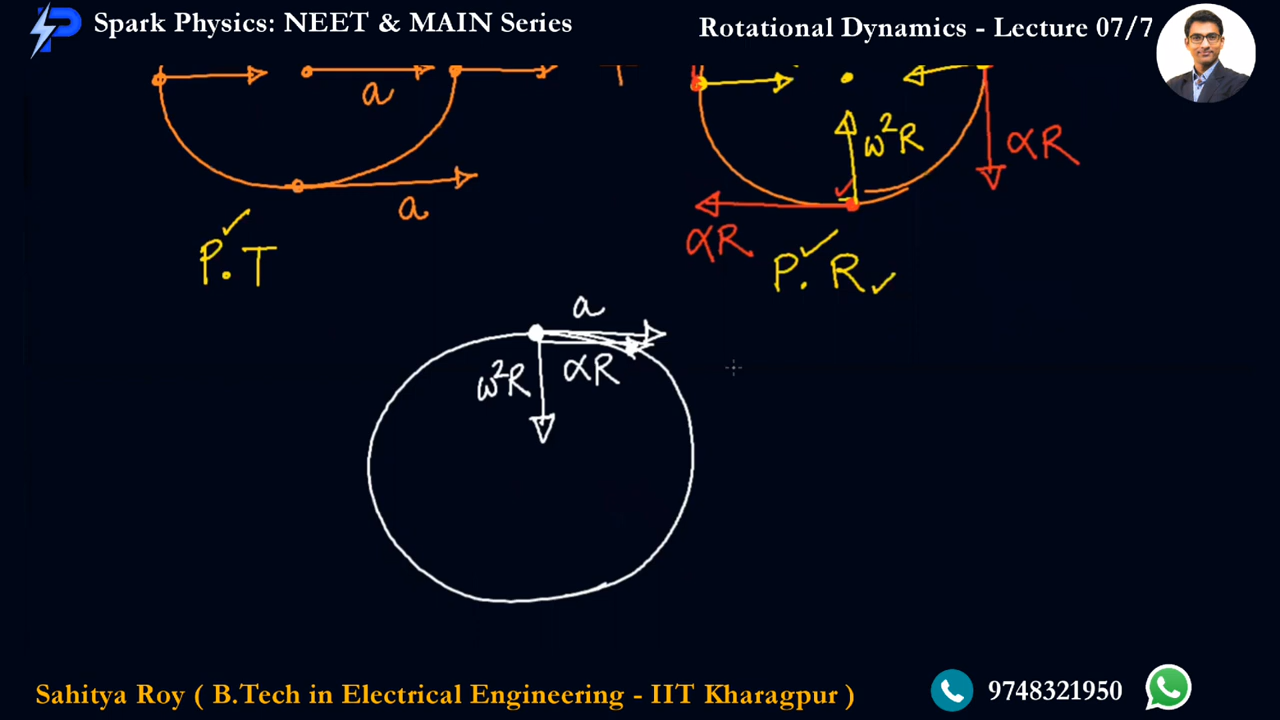 Spark Physics: NEET & MAIN Series
Rotational Dynamics - Lecture 07/7
a
a
P.T
ω²R
αR
αR
P.R
a
ω²R
αR
Sahitya Roy ( B.Tech in Electrical Engineering - IIT Kharagpur )
9748321950